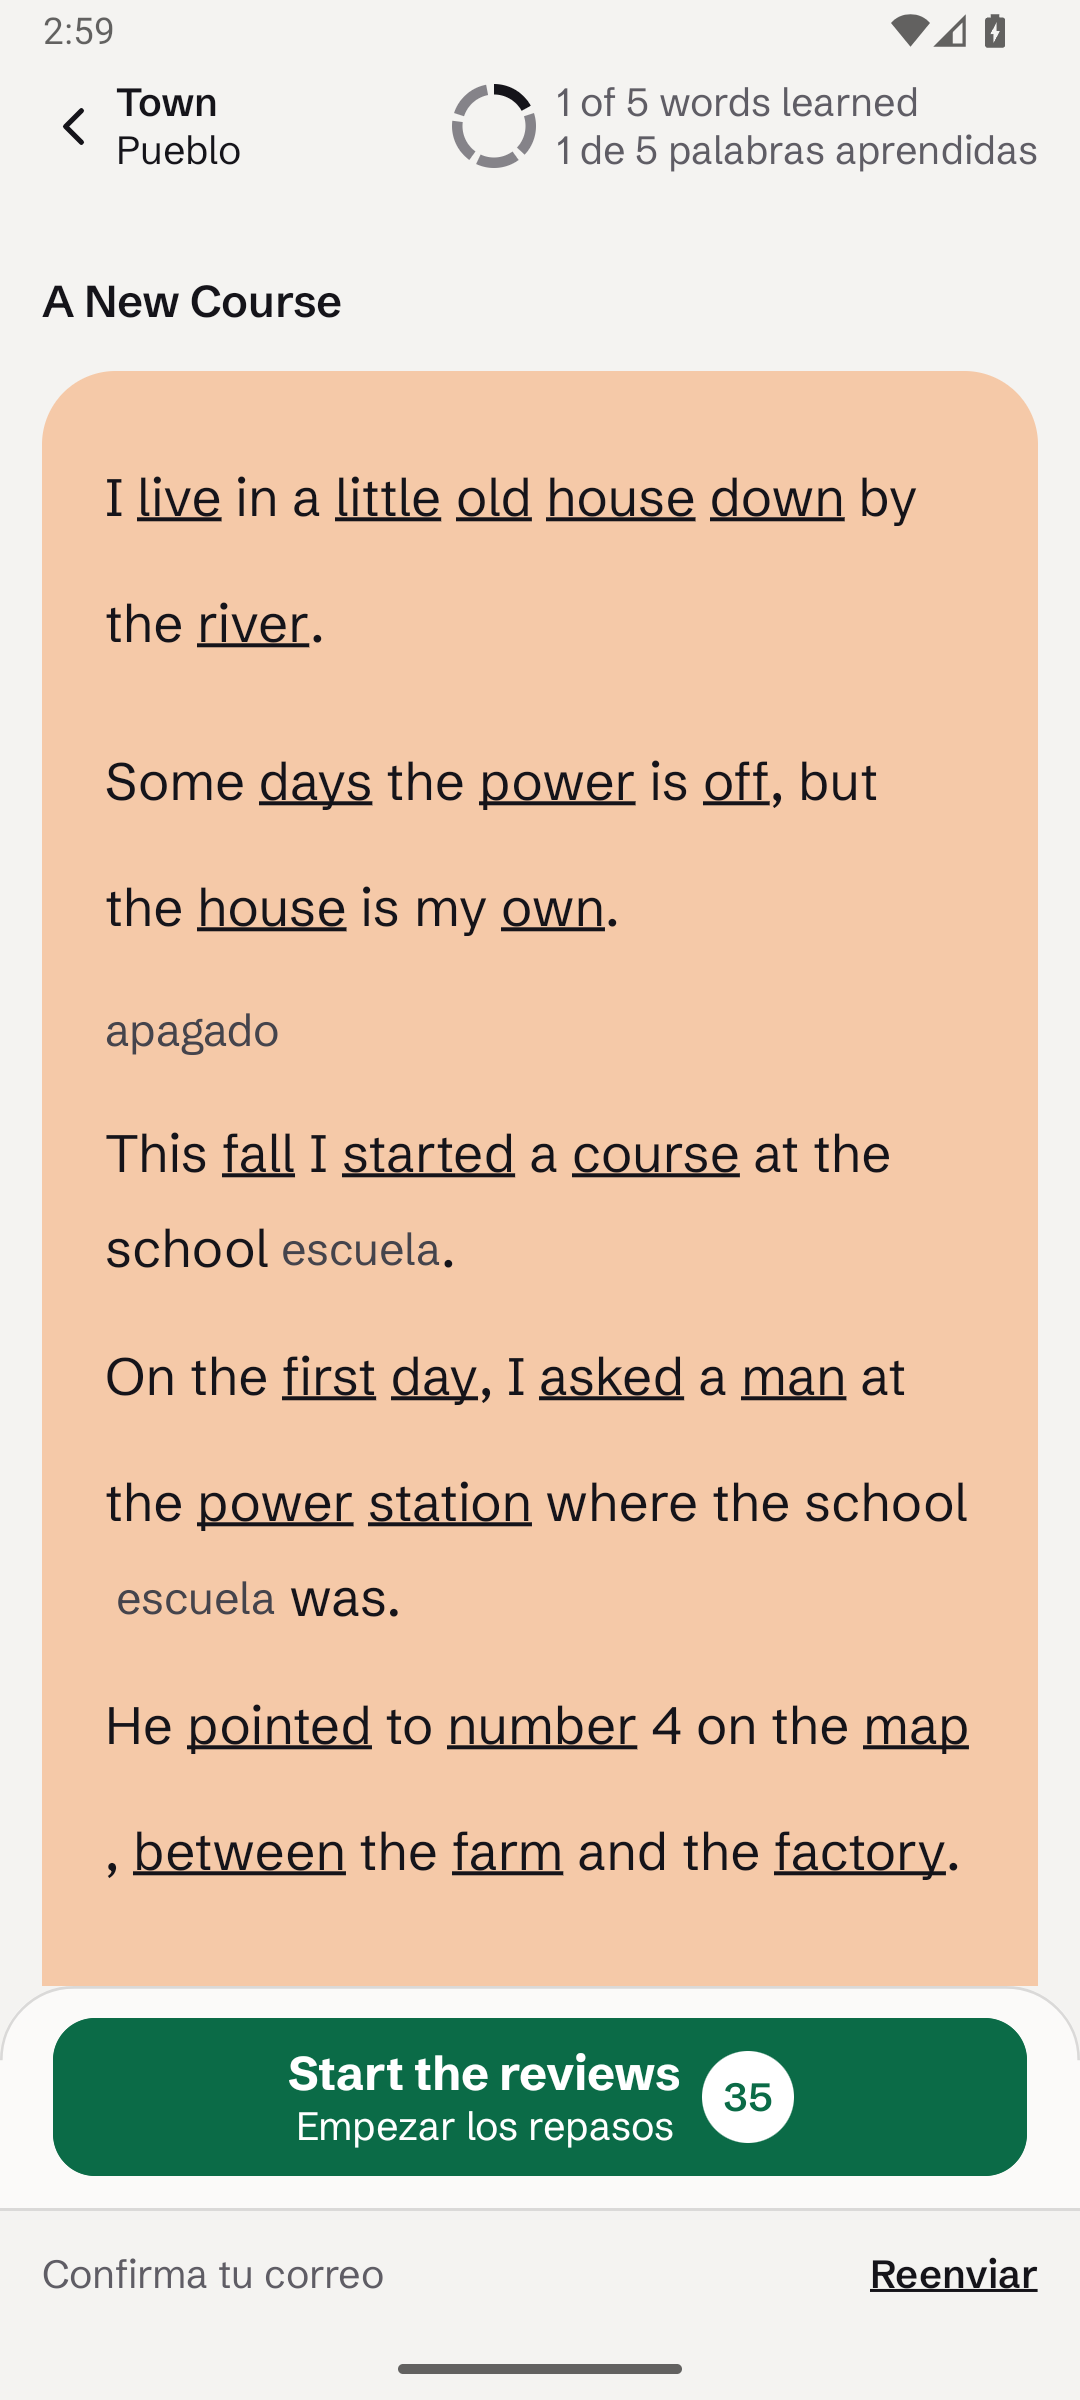 2:59
Town
Pueblo
1 of 5 words learned
1 de 5 palabras aprendidas
A New Course
I live in a little old house down by
the river.
Some days the power is off, but
the house is my own.
apagado
This fall I started a course at the
school escuela.
On the first day, I asked a man at
the power station where the school
escuela was.
He pointed to number 4 on the map
, between the farm and the factory.
Start the reviews
Empezar los repasos
35
Confirma tu correo
Reenviar